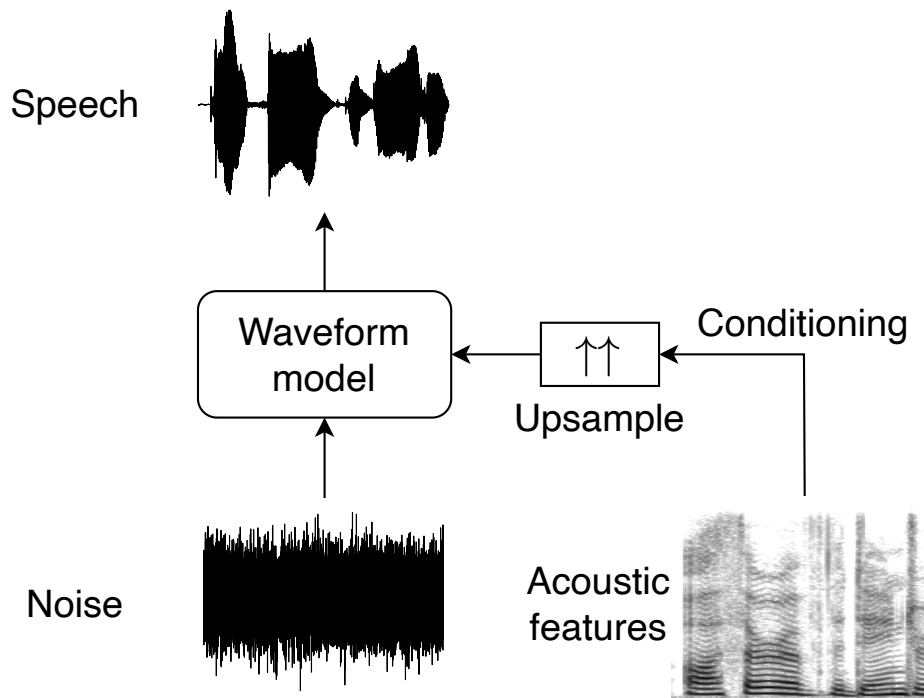 Speech
Waveform
model
↑↑
Conditioning
Upsample
Noise
Acoustic
features